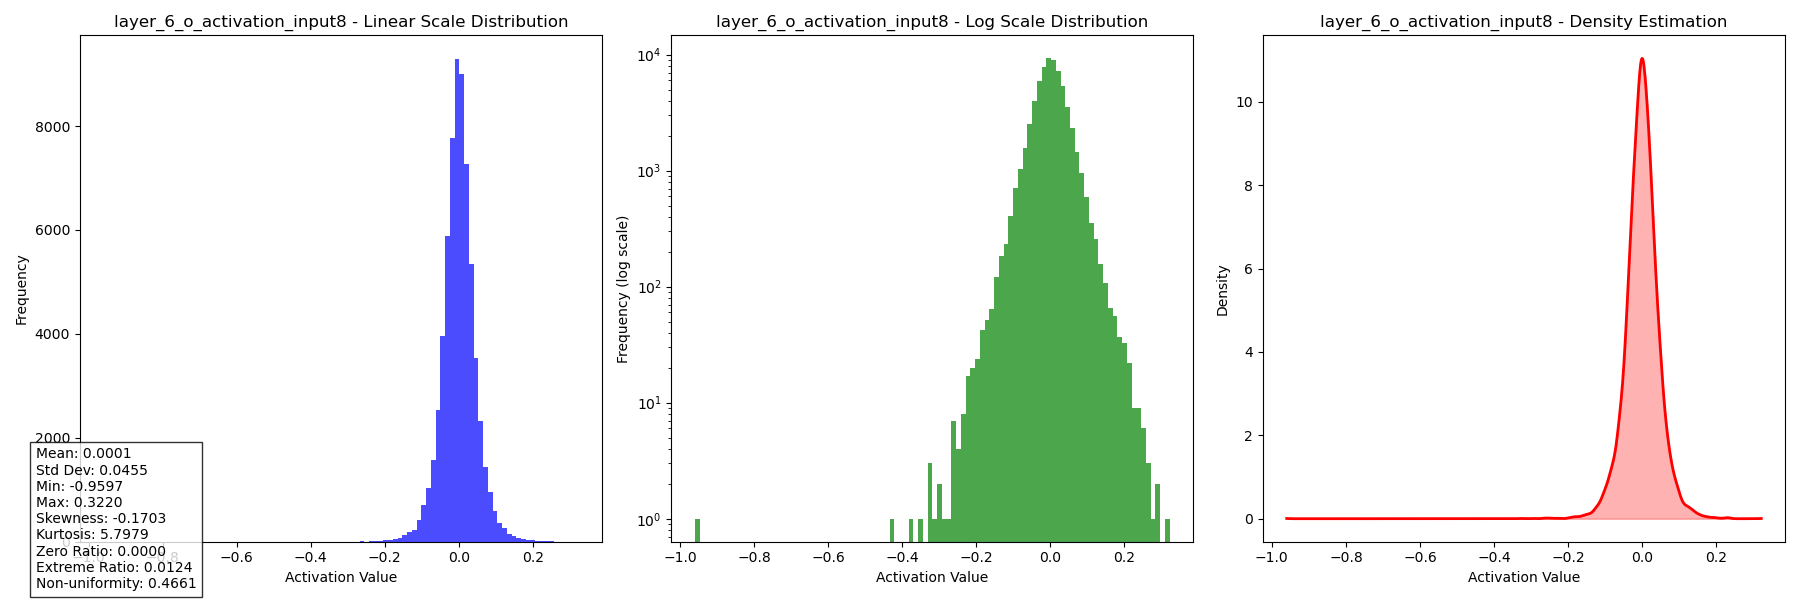 layer_6_o_activation_input8 - Linear Scale Distribution
Frequency
8000
6000
4000
2000
0
−0.8 −0.6 −0.4 −0.2 0.0 0.2
Activation Value
Mean: 0.0001
Std Dev: 0.0455
Min: -0.9597
Max: 0.3220
Skewness: -0.1703
Kurtosis: 5.7979
Zero Ratio: 0.0000
Extreme Ratio: 0.0124
Non-uniformity: 0.4661
layer_6_o_activation_input8 - Log Scale Distribution
Frequency (log scale)
10⁴
10³
10²
10¹
10⁰
−1.0 −0.8 −0.6 −0.4 −0.2 0.0 0.2
Activation Value
layer_6_o_activation_input8 - Density Estimation
Density
10
8
6
4
2
0
−1.0 −0.8 −0.6 −0.4 −0.2 0.0 0.2
Activation Value